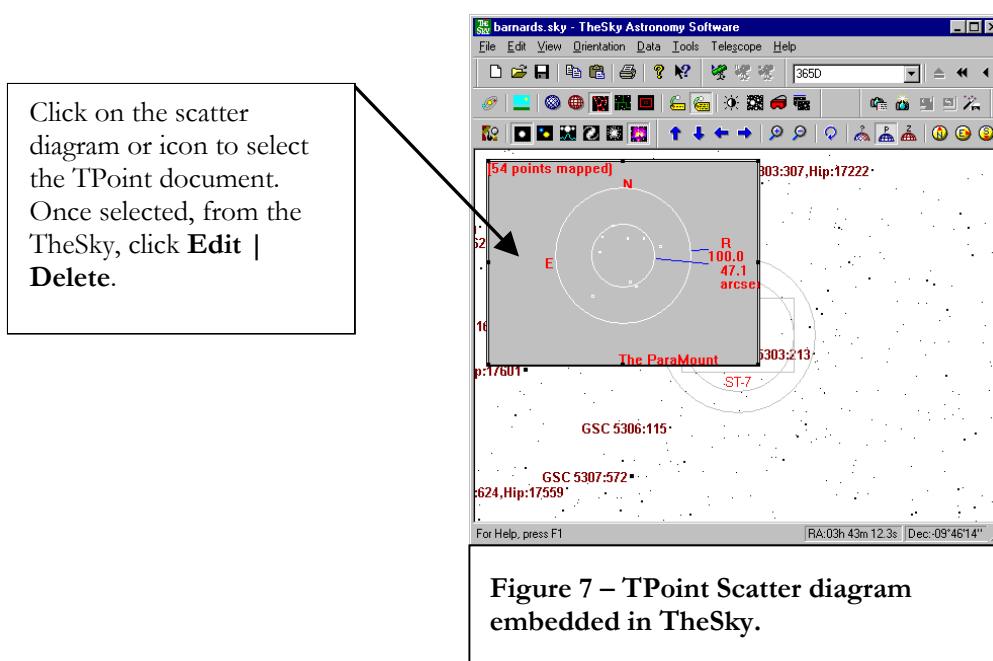 Click on the scatter
diagram or icon to select
the TPoint document.
Once selected, from the
TheSky, click Edit |
Delete.
barnards.sky - TheSky Astronomy Software
File Edit View Orientation Data Tools Telescope Help
365D
[54 points mapped]
303:307,Hip:17222
N
R
E
100.0
47.1
The ParaMount
5303:213
p:17601
ST-7
GSC 5306:115
GSC 5307:572
:624,Hip:17559
For Help, press F1
RA:03h 43m 12.3s Dec:-09°46'14"
Figure 7 – TPoint Scatter diagram
embedded in TheSky.